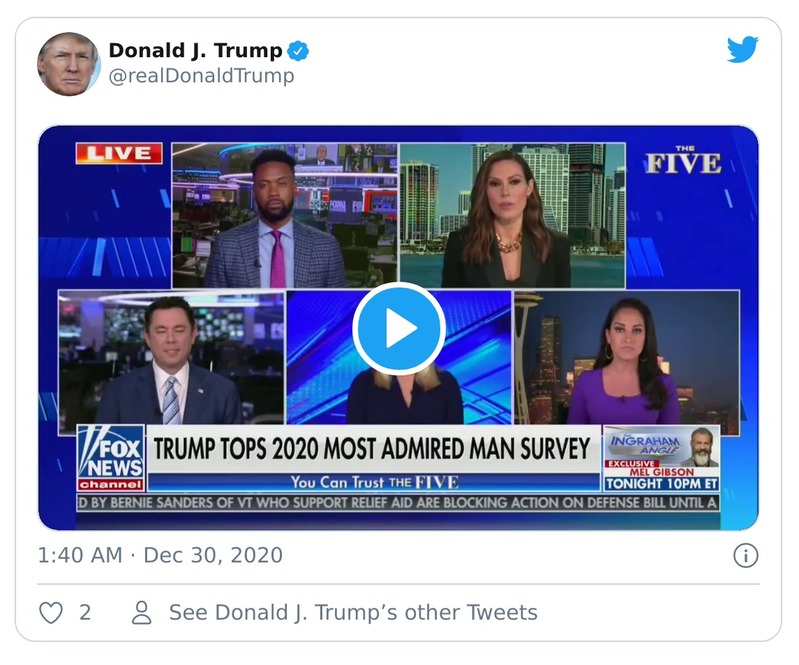 Donald J. Trump
@realDonaldTrump
LIVE
THE
FIVE
FOX
NEWS
channel
TRUMP TOPS 2020 MOST ADMIRED MAN SURVEY
You Can Trust THE FIVE
INGRAHAM
ANGLE
EXCLUSIVE
MEL GIBSON
TONIGHT 10PM ET
D BY BERNIE SANDERS OF VT WHO SUPPORT RELIEF AID ARE BLOCKING ACTION ON DEFENSE BILL UNTIL A
1:40 AM · Dec 30, 2020
2
See Donald J. Trump’s other Tweets